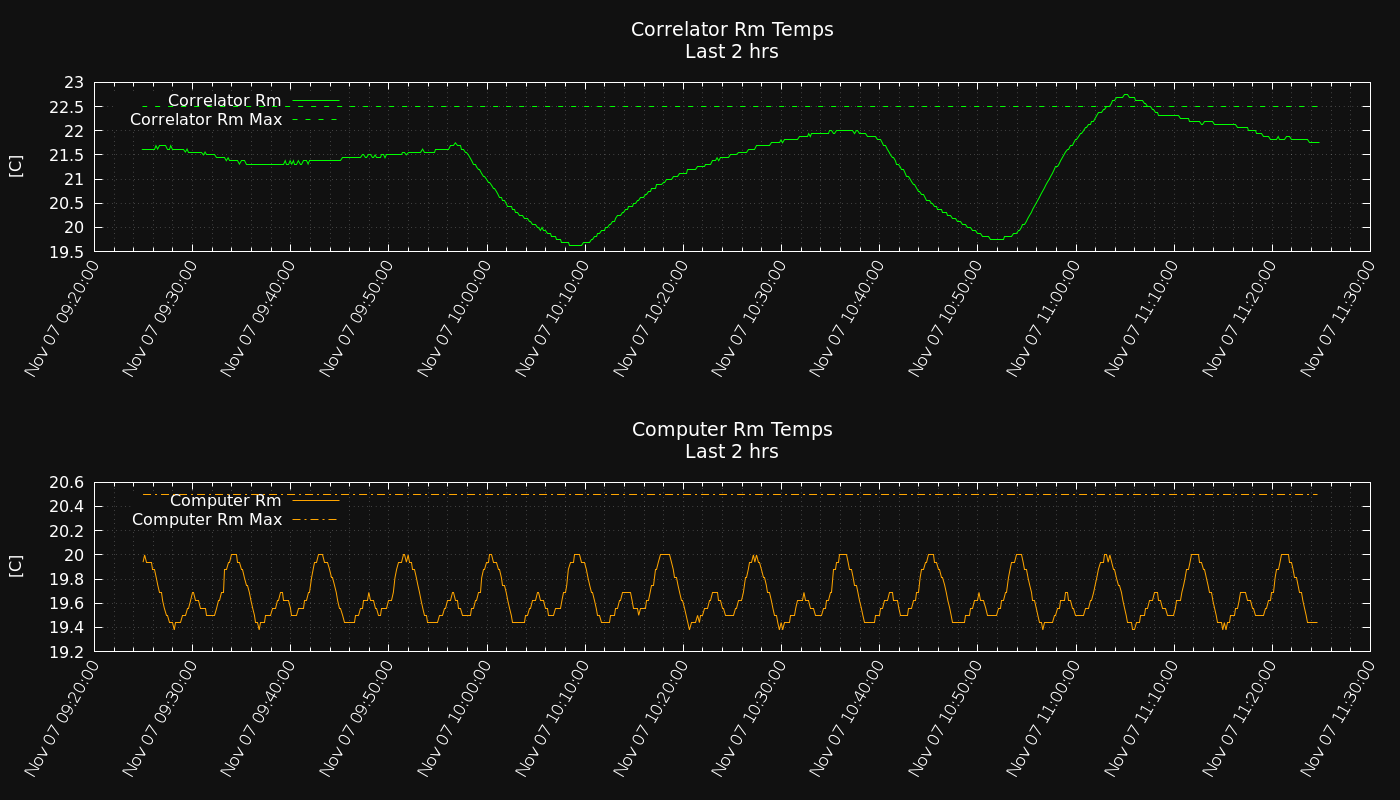 Correlator Rm Temps
Last 2 hrs
23
22.5
22
21.5
21
20.5
20
19.5
[C]
Correlator Rm
Correlator Rm Max
Nov 07 09:20:00
Nov 07 09:30:00
Nov 07 09:40:00
Nov 07 09:50:00
Nov 07 10:00:00
Nov 07 10:10:00
Nov 07 10:20:00
Nov 07 10:30:00
Nov 07 10:40:00
Nov 07 10:50:00
Nov 07 11:00:00
Nov 07 11:10:00
Nov 07 11:20:00
Nov 07 11:30:00
Computer Rm Temps
Last 2 hrs
20.6
20.4
20.2
20
19.8
19.6
19.4
19.2
[C]
Computer Rm
Computer Rm Max
Nov 07 09:20:00
Nov 07 09:30:00
Nov 07 09:40:00
Nov 07 09:50:00
Nov 07 10:00:00
Nov 07 10:10:00
Nov 07 10:20:00
Nov 07 10:30:00
Nov 07 10:40:00
Nov 07 10:50:00
Nov 07 11:00:00
Nov 07 11:10:00
Nov 07 11:20:00
Nov 07 11:30:00